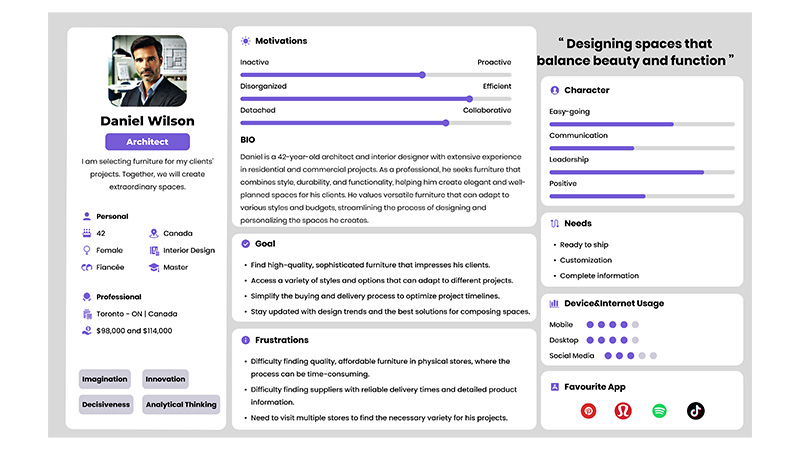 Daniel Wilson
Architect
I am selecting furniture for my clients'
projects. Together, we will create
extraordinary spaces.
Personal
42
Canada
Female
Interior Design
Fiancée
Master
Professional
Toronto - ON | Canada
$98,000 and $114,000
Imagination
Innovation
Decisiveness
Analytical Thinking
Motivations
Inactive
Proactive
Disorganized
Efficient
Detached
Collaborative
BIO
Daniel is a 42-year-old architect and interior designer with extensive experience
in residential and commercial projects. As a professional, he seeks furniture that
combines style, durability, and functionality, helping him create elegant and well-
planned spaces for his clients. He values versatile furniture that can adapt to
various styles and budgets, streamlining the process of designing and
personalizing the spaces he creates.
Goal
• Find high-quality, sophisticated furniture that impresses his clients.
• Access a variety of styles and options that can adapt to different projects.
• Simplify the buying and delivery process to optimize project timelines.
• Stay updated with design trends and the best solutions for composing spaces.
Frustrations
• Difficulty finding quality, affordable furniture in physical stores, where the
process can be time-consuming.
• Difficulty finding suppliers with reliable delivery times and detailed product
information.
• Need to visit multiple stores to find the necessary variety for his projects.
“ Designing spaces that
balance beauty and function ”
Character
Easy-going
Communication
Leadership
Positive
Needs
• Ready to ship
• Customization
• Complete information
Device&Internet Usage
Mobile
Dosktop
Social Media
Favourite App